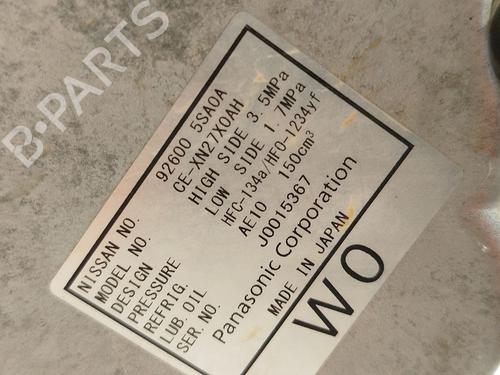 B-PARTS
NISSAN NO. 92600 5SA0A
MODEL NO. CE-XN27X0AH
DESIGN HIGH SIDE 3.5MPa
PRESSURE LOW SIDE 1.7MPa
REFRIG. HFC-134a/HFO-1234yf
LUB.OIL AE10 150cm³
SER.NO. J0015367
Panasonic Corporation
MADE IN JAPAN
WO